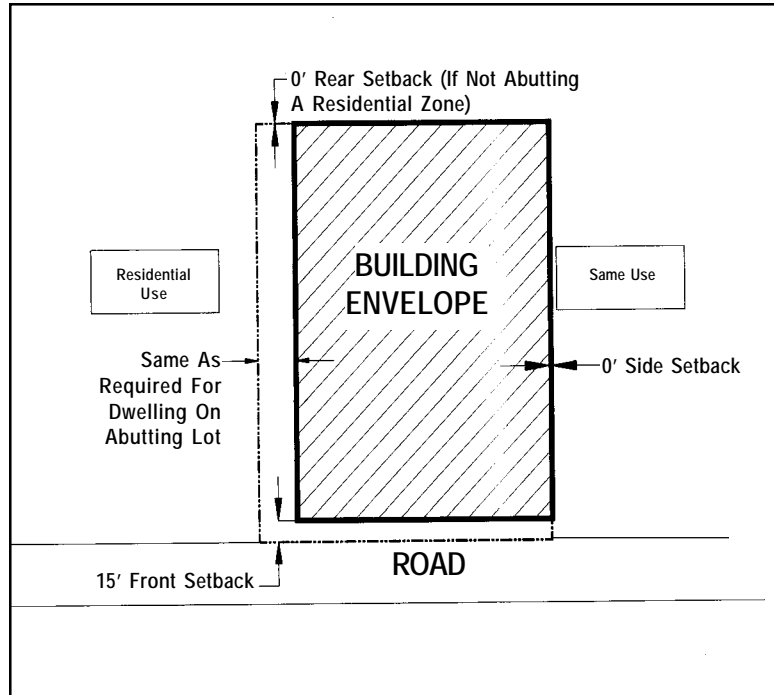 0' Rear Setback (If Not Abutting
A Residential Zone)
BUILDING
ENVELOPE
Residential
Use
Same Use
Same As
Required For
Dwelling On
Abutting Lot
0' Side Setback
15' Front Setback
ROAD